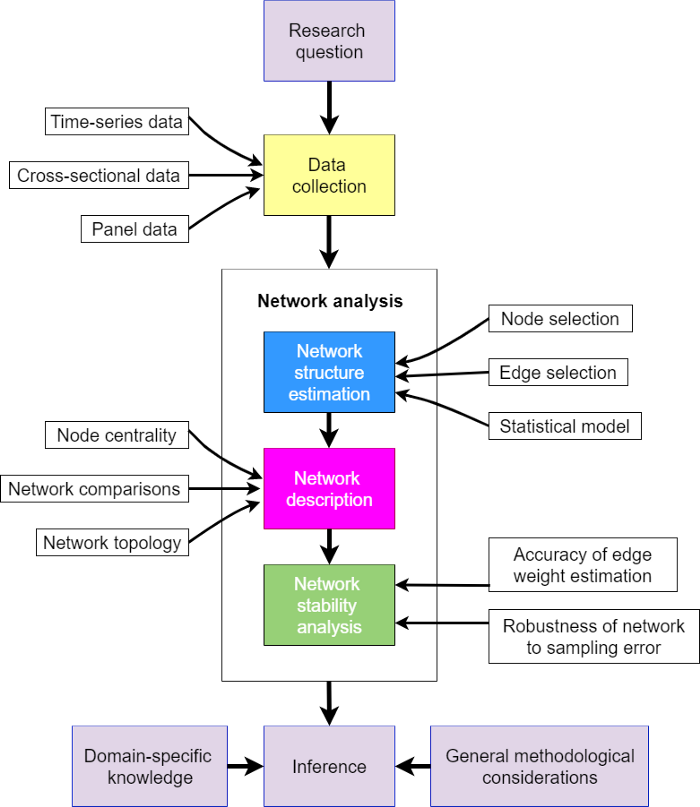 Research
question
Time-series data
Cross-sectional data
Panel data
Data
collection
Network analysis
Network
structure
estimation
Node selection
Edge selection
Statistical model
Node centrality
Network comparisons
Network topology
Network
description
Network
stability
analysis
Accuracy of edge
weight estimation
Robustness of network
to sampling error
Domain-specific
knowledge
Inference
General methodological
considerations